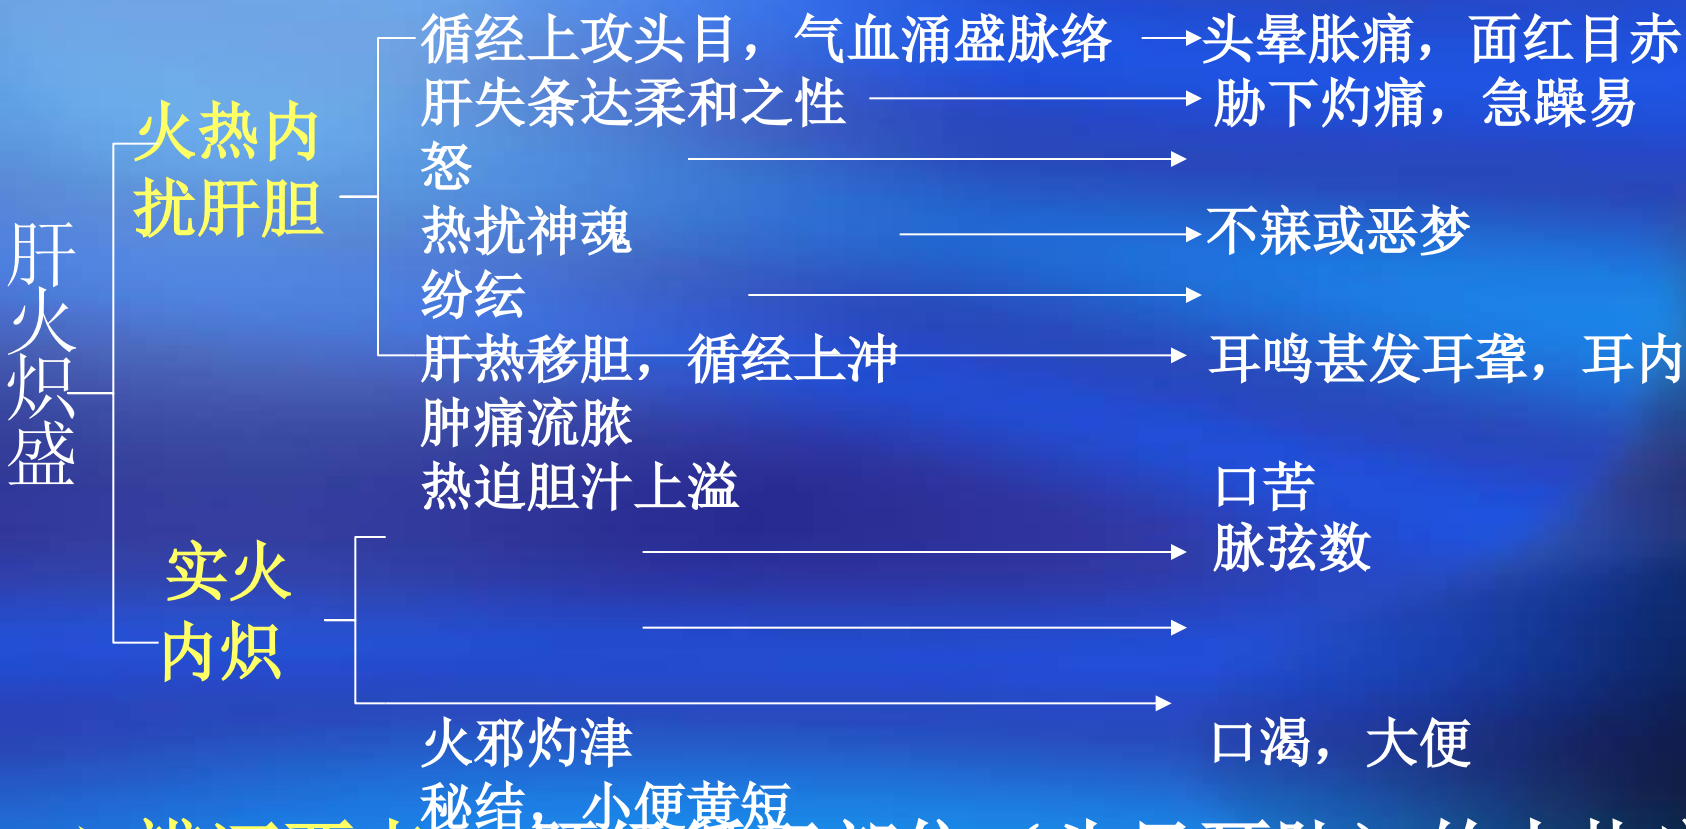 循经上攻头目，气血涌盛脉络 头晕胀痛，面红目赤
肝失条达柔和之性 胁下灼痛，急躁易
怒
火热内
扰肝胆
热扰神魂 不寐或恶梦
纷纭
肝热移胆，循经上冲 耳鸣甚发耳聋，耳内
肿痛流脓
热迫胆汁上溢 口苦
脉弦数
肝火炽盛
实火
内炽
火邪灼津 口渴，大便
秘结，小便黄短